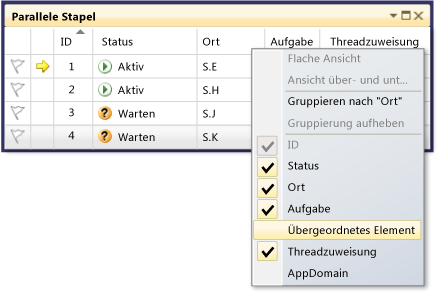 Parallele Stapel
ID Status Ort Aufgabe Threadzuweisung
1 Aktiv S.E
2 Aktiv S.H
3 Warten S.J
4 Warten S.K
Flache Ansicht
Ansicht über- und unt...
Gruppieren nach "Ort"
Gruppierung aufheben
ID
Status
Ort
Aufgabe
Übergeordnetes Element
Threadzuweisung
AppDomain